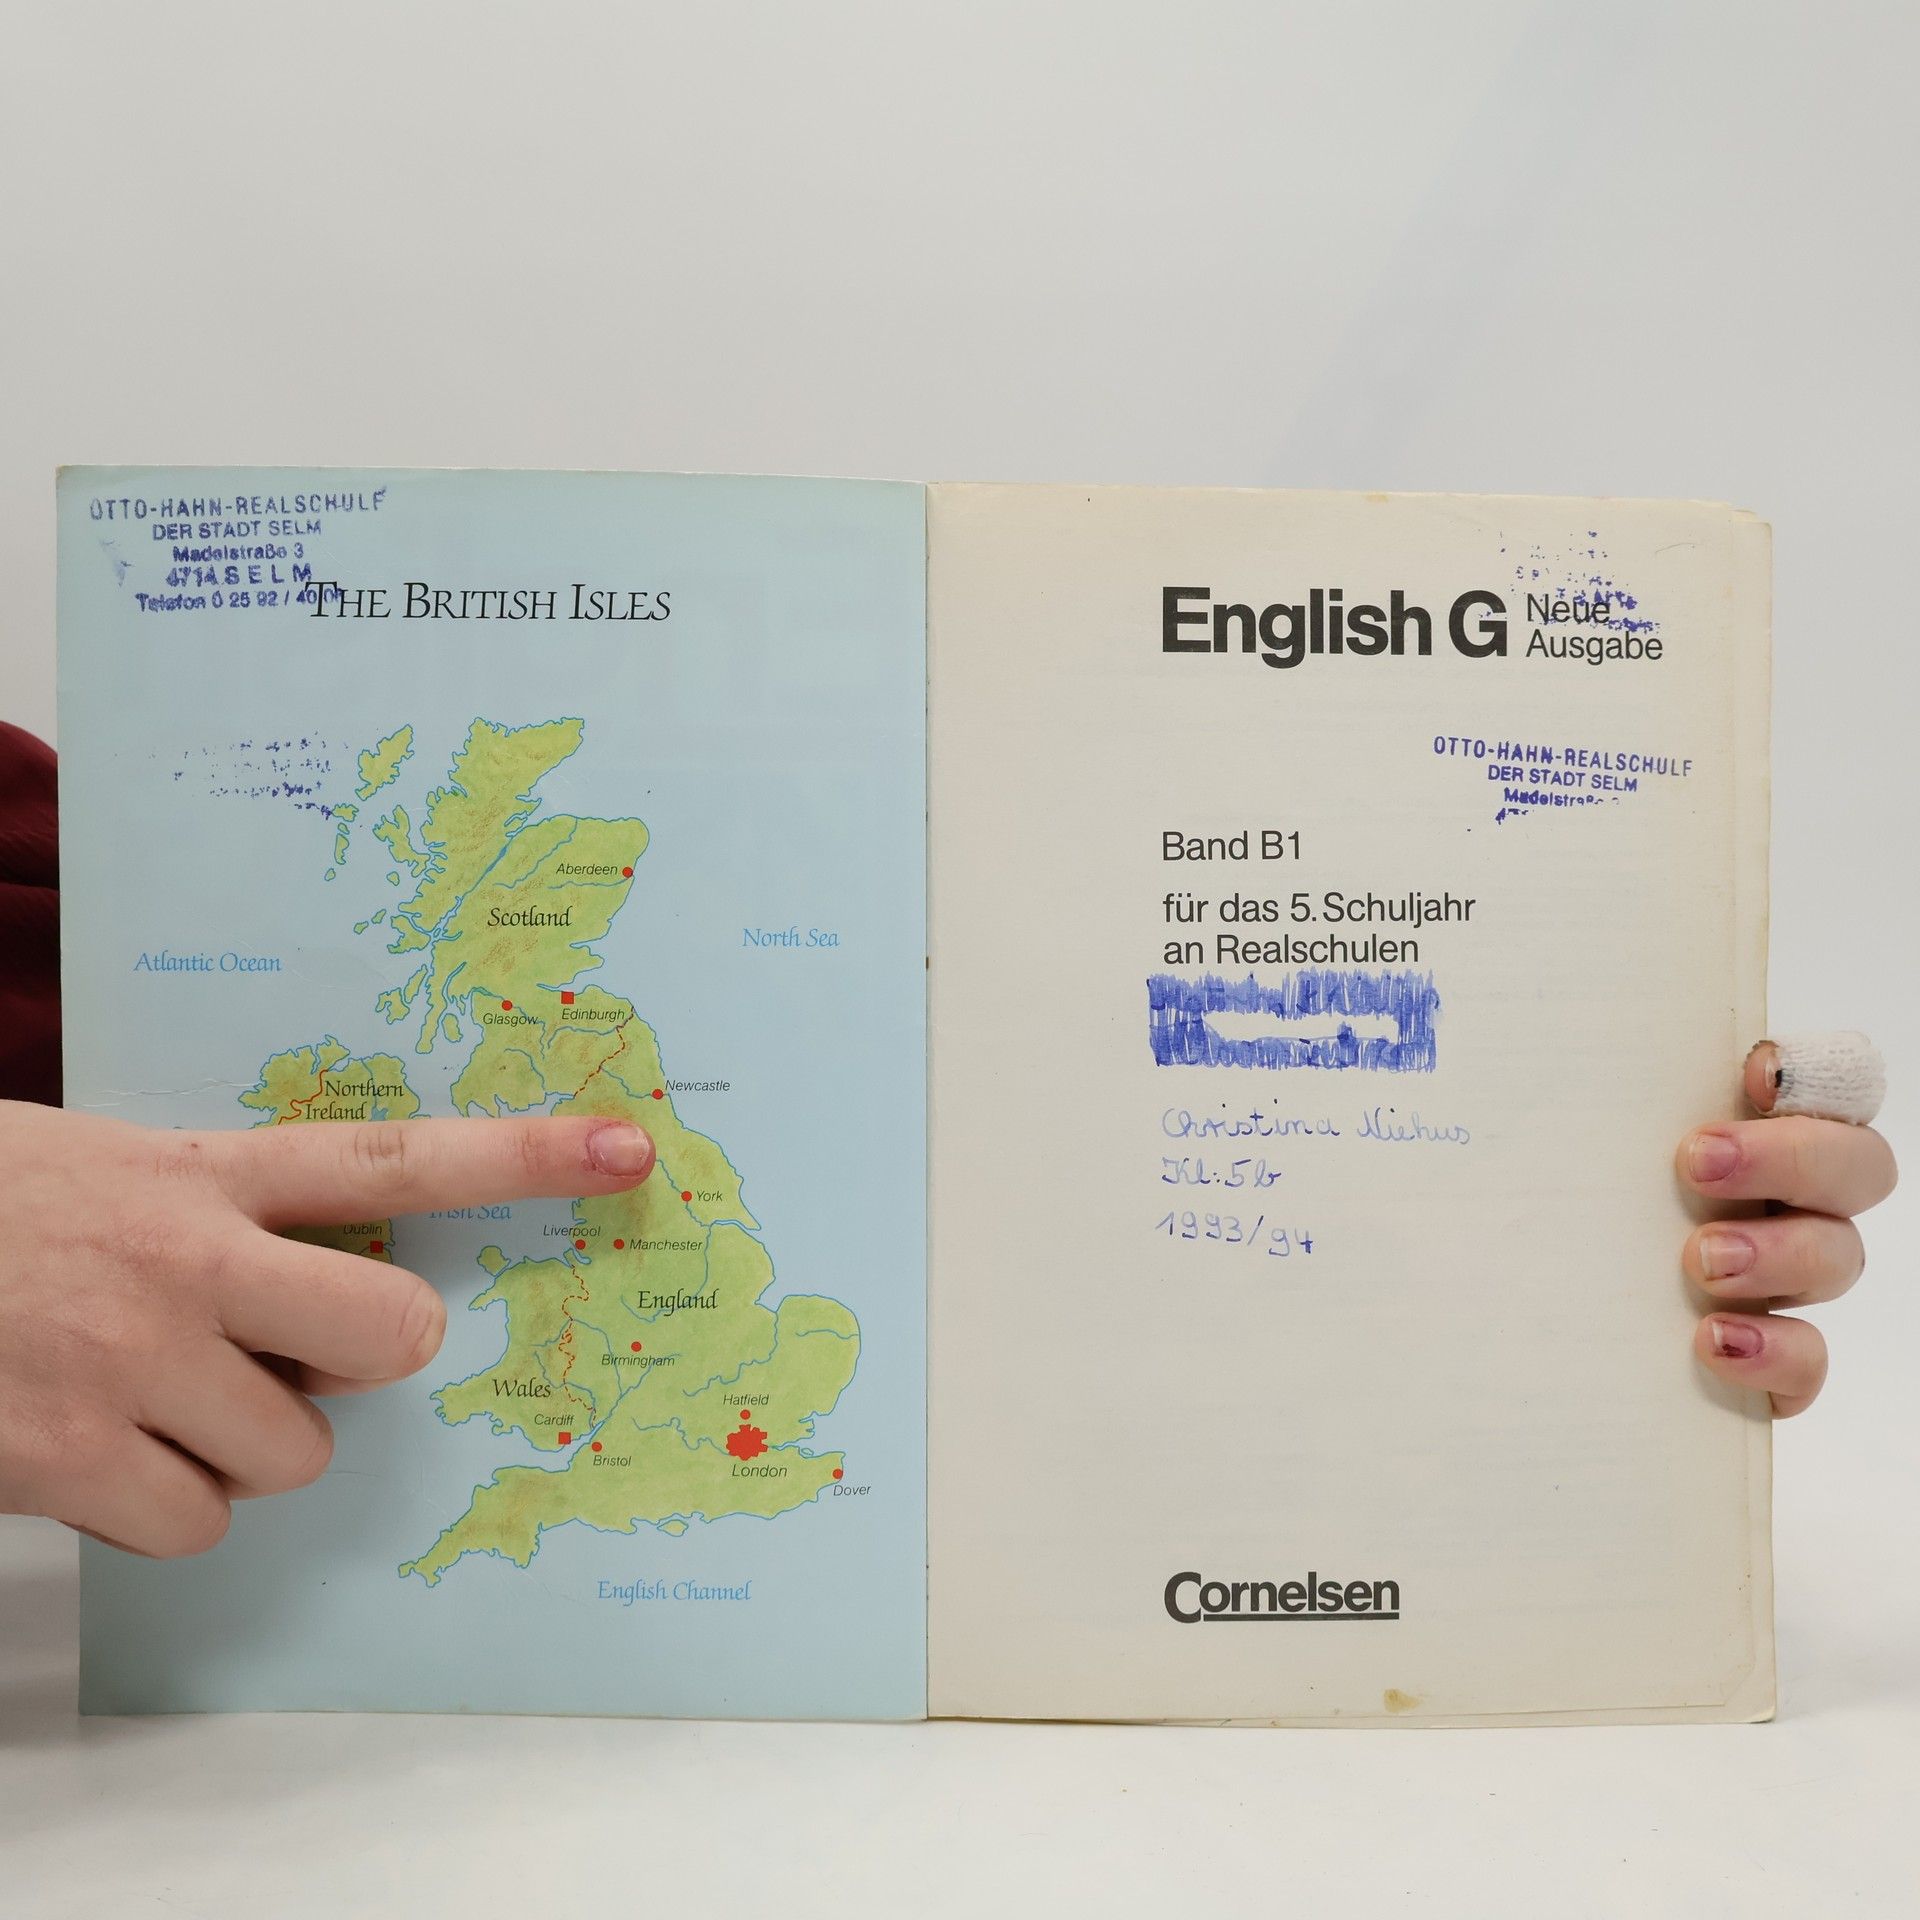 OTTO-HAHN-REALSCHULE
DER STADT SELM
Madelstraße 3
4714 SELM
Telefon 0 25 92 / 40
THE BRITISH ISLES
Aberdeen
Scotland
North Sea
Atlantic Ocean
Glasgow
Edinburgh
Northern
Ireland
Newcastle
York
Irish Sea
Dublin
Liverpool
Manchester
England
Birmingham
Wales
Hatfield
Cardiff
Bristol
London
Dover
English Channel
English G Neue
Ausgabe
OTTO-HAHN-REALSCHULE
DER STADT SELM
Madelstraße
Band B1
für das 5. Schuljahr
an Realschulen
Christina Niehus
Kl: 5b
1993/94
Cornelsen